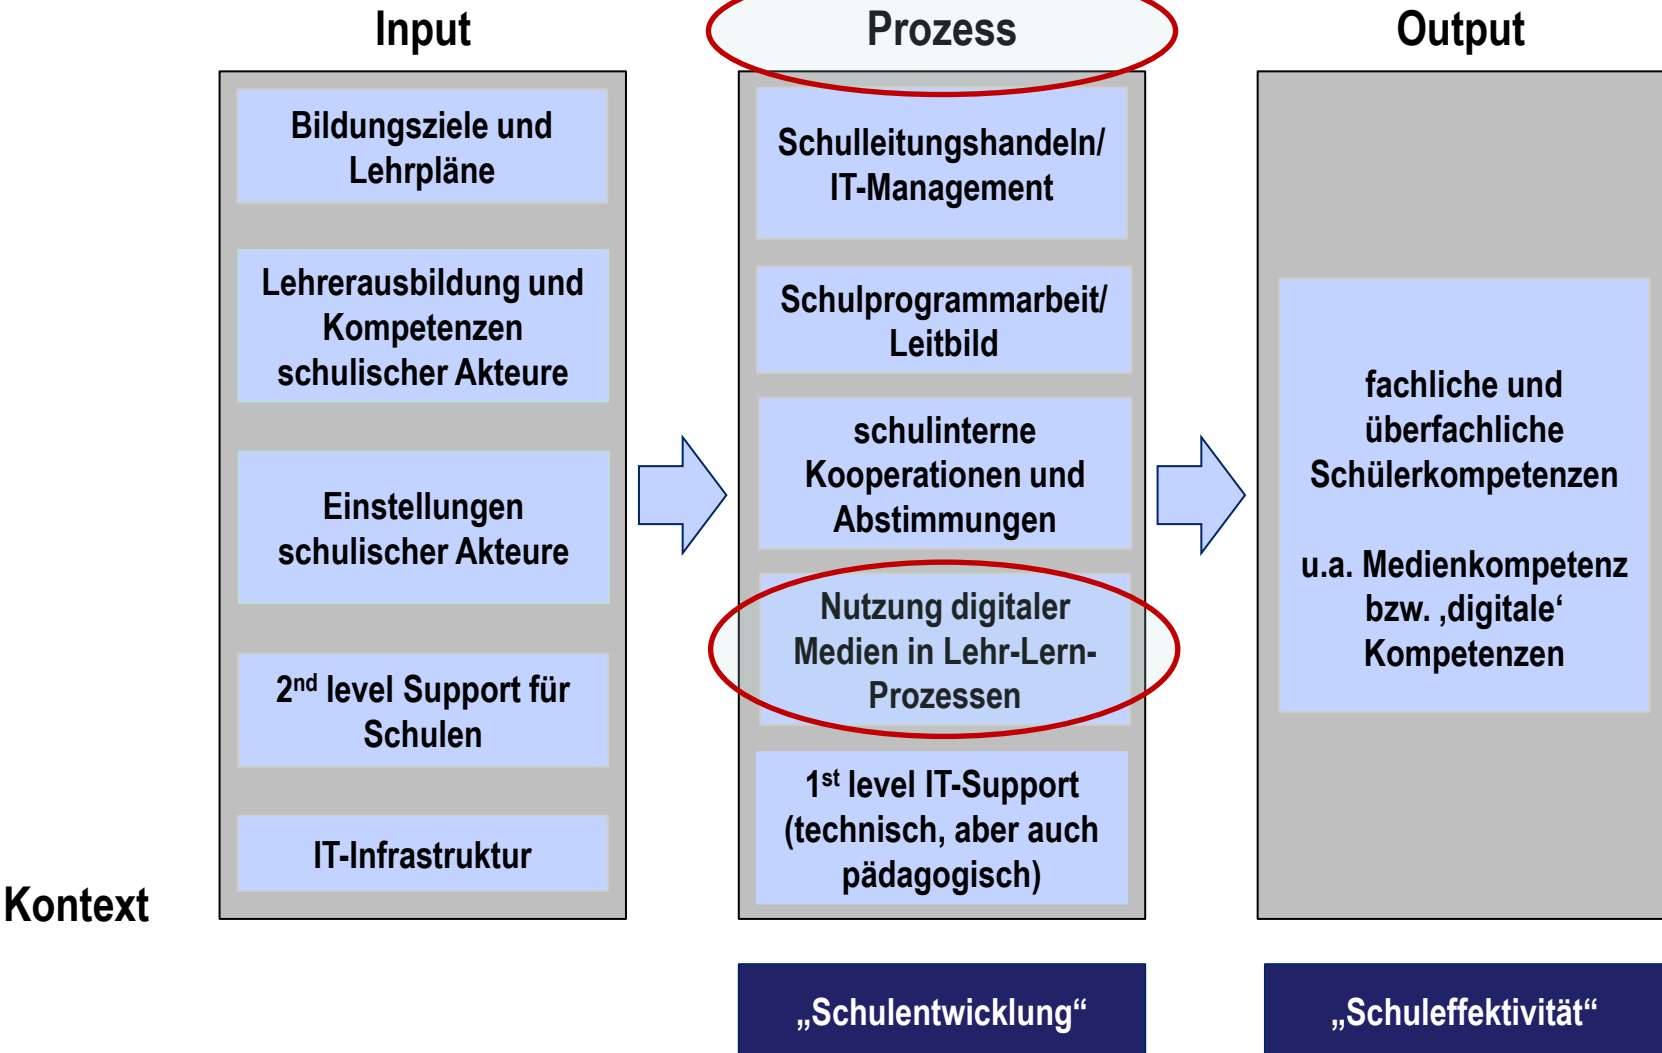 Input
Bildungsziele und
Lehrpläne
Lehrerausbildung und
Kompetenzen
schulischer Akteure
Einstellungen
schulischer Akteure
2nd level Support für
Schulen
IT-Infrastruktur
Kontext
Prozess
Schulleitungshandeln/
IT-Management
Schulprogrammarbeit/
Leitbild
schulinterne
Kooperationen und
Abstimmungen
Nutzung digitaler
Medien in Lehr-Lern-
Prozessen
1st level IT-Support
(technisch, aber auch
pädagogisch)
„Schulentwicklung“
Output
fachliche und
überfachliche
Schülerkompetenzen
u.a. Medienkompetenz
bzw. ‚digitale‘
Kompetenzen
„Schuleffektivität“